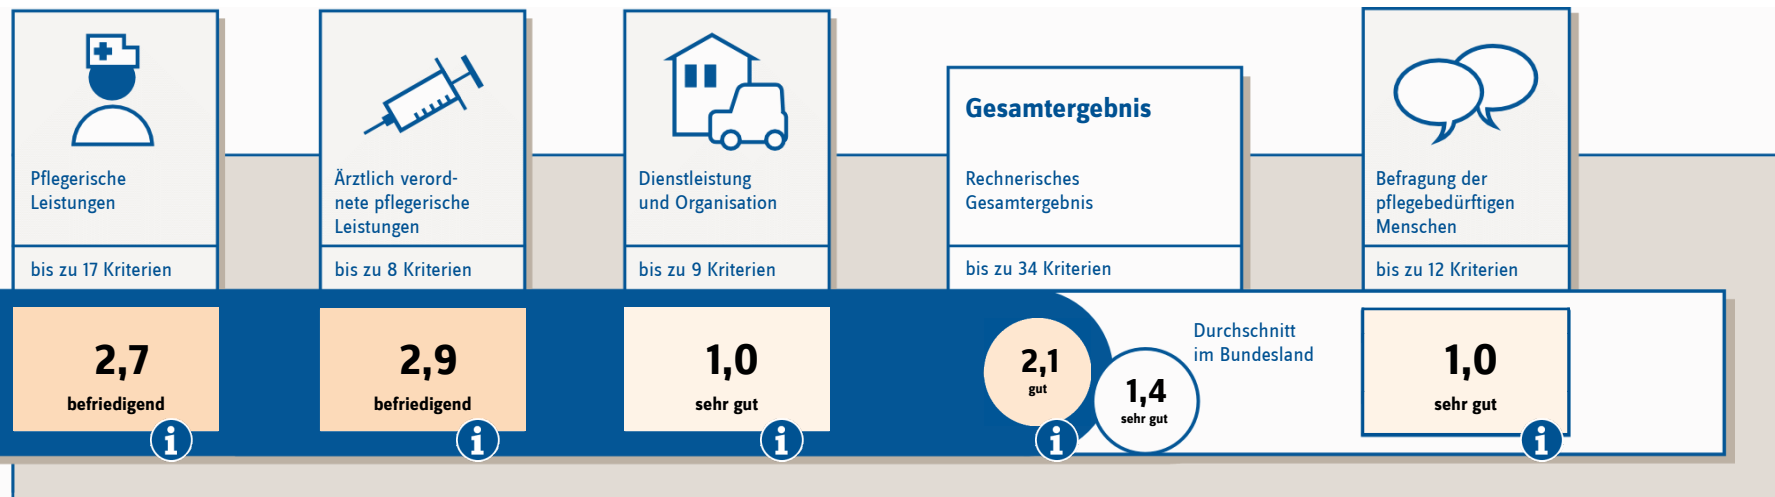 Pflegerische
Leistungen
bis zu 17 Kriterien
2,7
befriedigend
i
Ärztlich verord-
nete pflegerische
Leistungen
bis zu 8 Kriterien
2,9
befriedigend
i
Dienstleistung
und Organisation
bis zu 9 Kriterien
1,0
sehr gut
i
Gesamtergebnis
Rechnerisches
Gesamtergebnis
bis zu 34 Kriterien
2,1
gut
i
1,4
sehr gut
Durchschnitt
im Bundesland
Befragung der
pflegebedürftigen
Menschen
bis zu 12 Kriterien
1,0
sehr gut
i